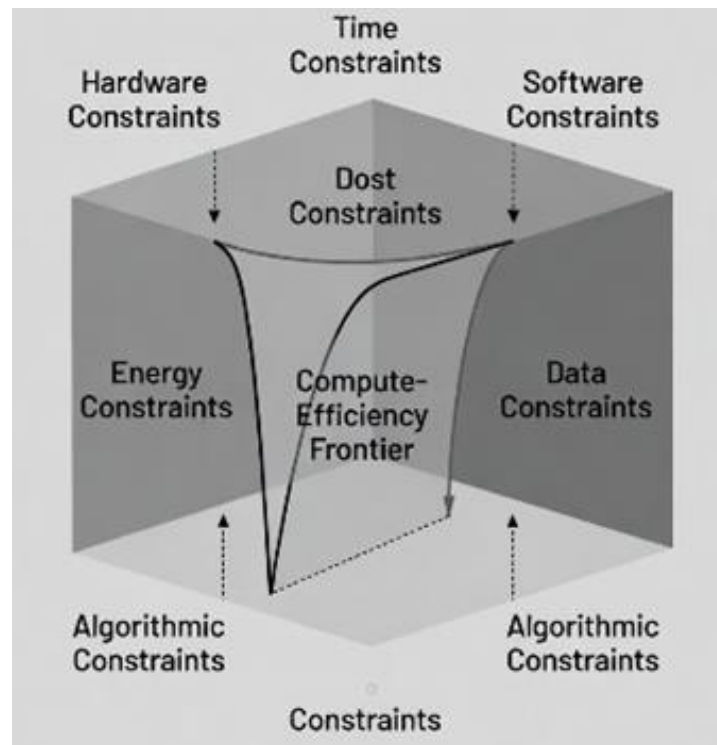 Time
Constraints
Hardware
Constraints
Software
Constraints
Dost
Constraints
Energy
Constraints
Compute-
Efficiency
Frontier
Data
Constraints
Algorithmic
Constraints
Algorithmic
Constraints
Constraints